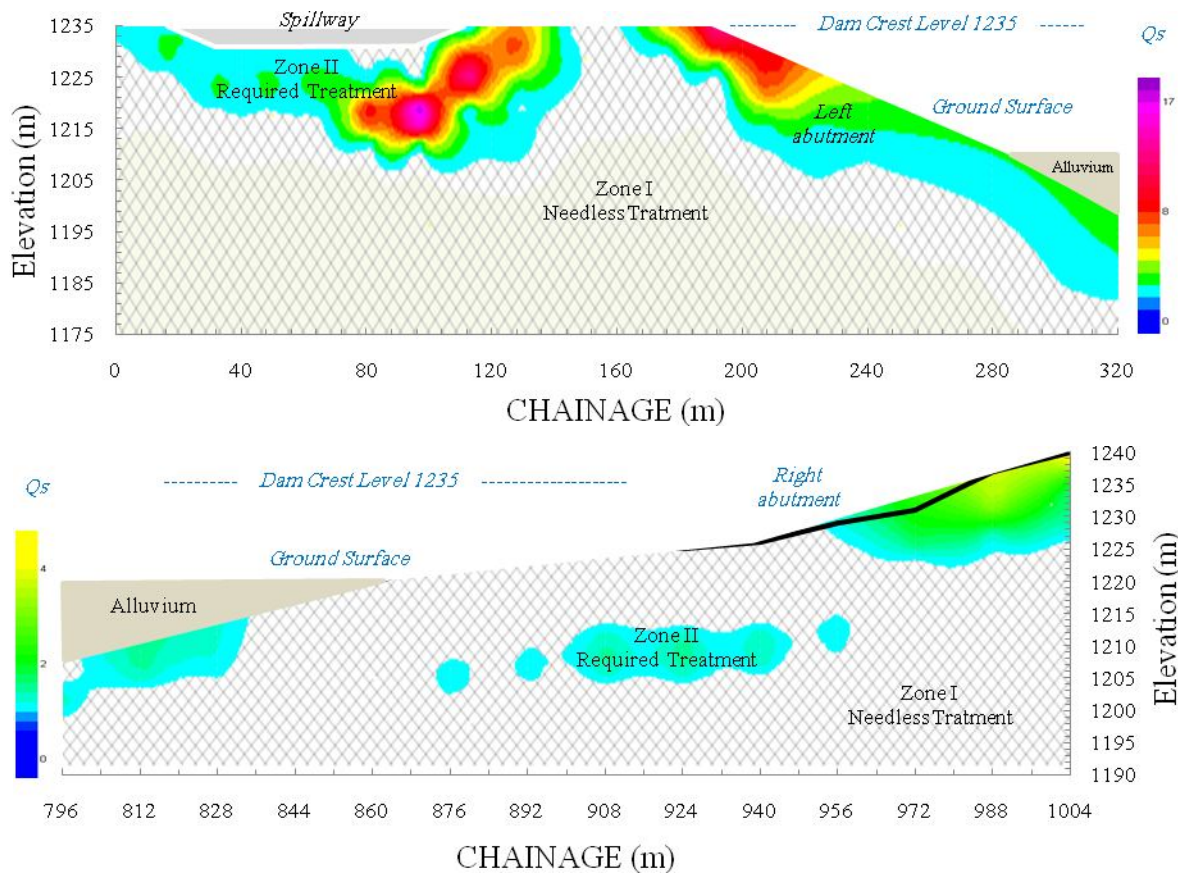 Spillway
Dam Crest Level 1235
Qs
Elevation (m)
1235
1225
1215
1205
1195
1185
1175
Zone II
Required Treatment
Left
abutment
Ground Surface
Alluvium
Zone I
Needless Tratment
17
8
0
0 40 80 120 160 200 240 280 320
CHAINAGE (m)
Qs
Dam Crest Level 1235
Right
abutment
Ground Surface
Alluvium
4
2
0
Zone II
Required Treatment
Zone I
Needless Tratment
1240
1235
1230
1225
1220
1215
1210
1205
1200
1195
1190
Elevation (m)
796 812 828 844 860 876 892 908 924 940 956 972 988 1004
CHAINAGE (m)